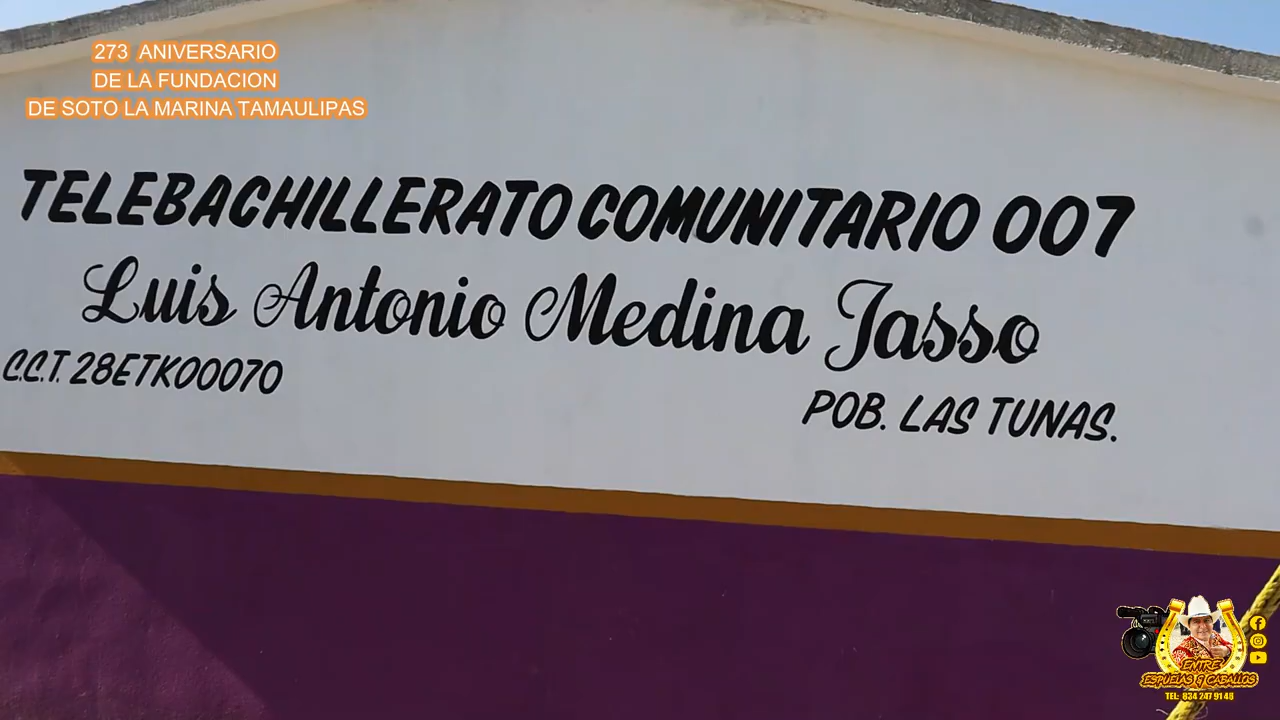 273 ANIVERSARIO
DE LA FUNDACION
DE SOTO LA MARINA TAMAULIPAS
TELEBACHILLERATO COMUNITARIO 007
Luis Antonio Medina Jasso
C.C.T. 28ETK00070
POB. LAS TUNAS.
ENTRE
ESPUELAS Y CABALLOS
TEL: 834 247 91 46